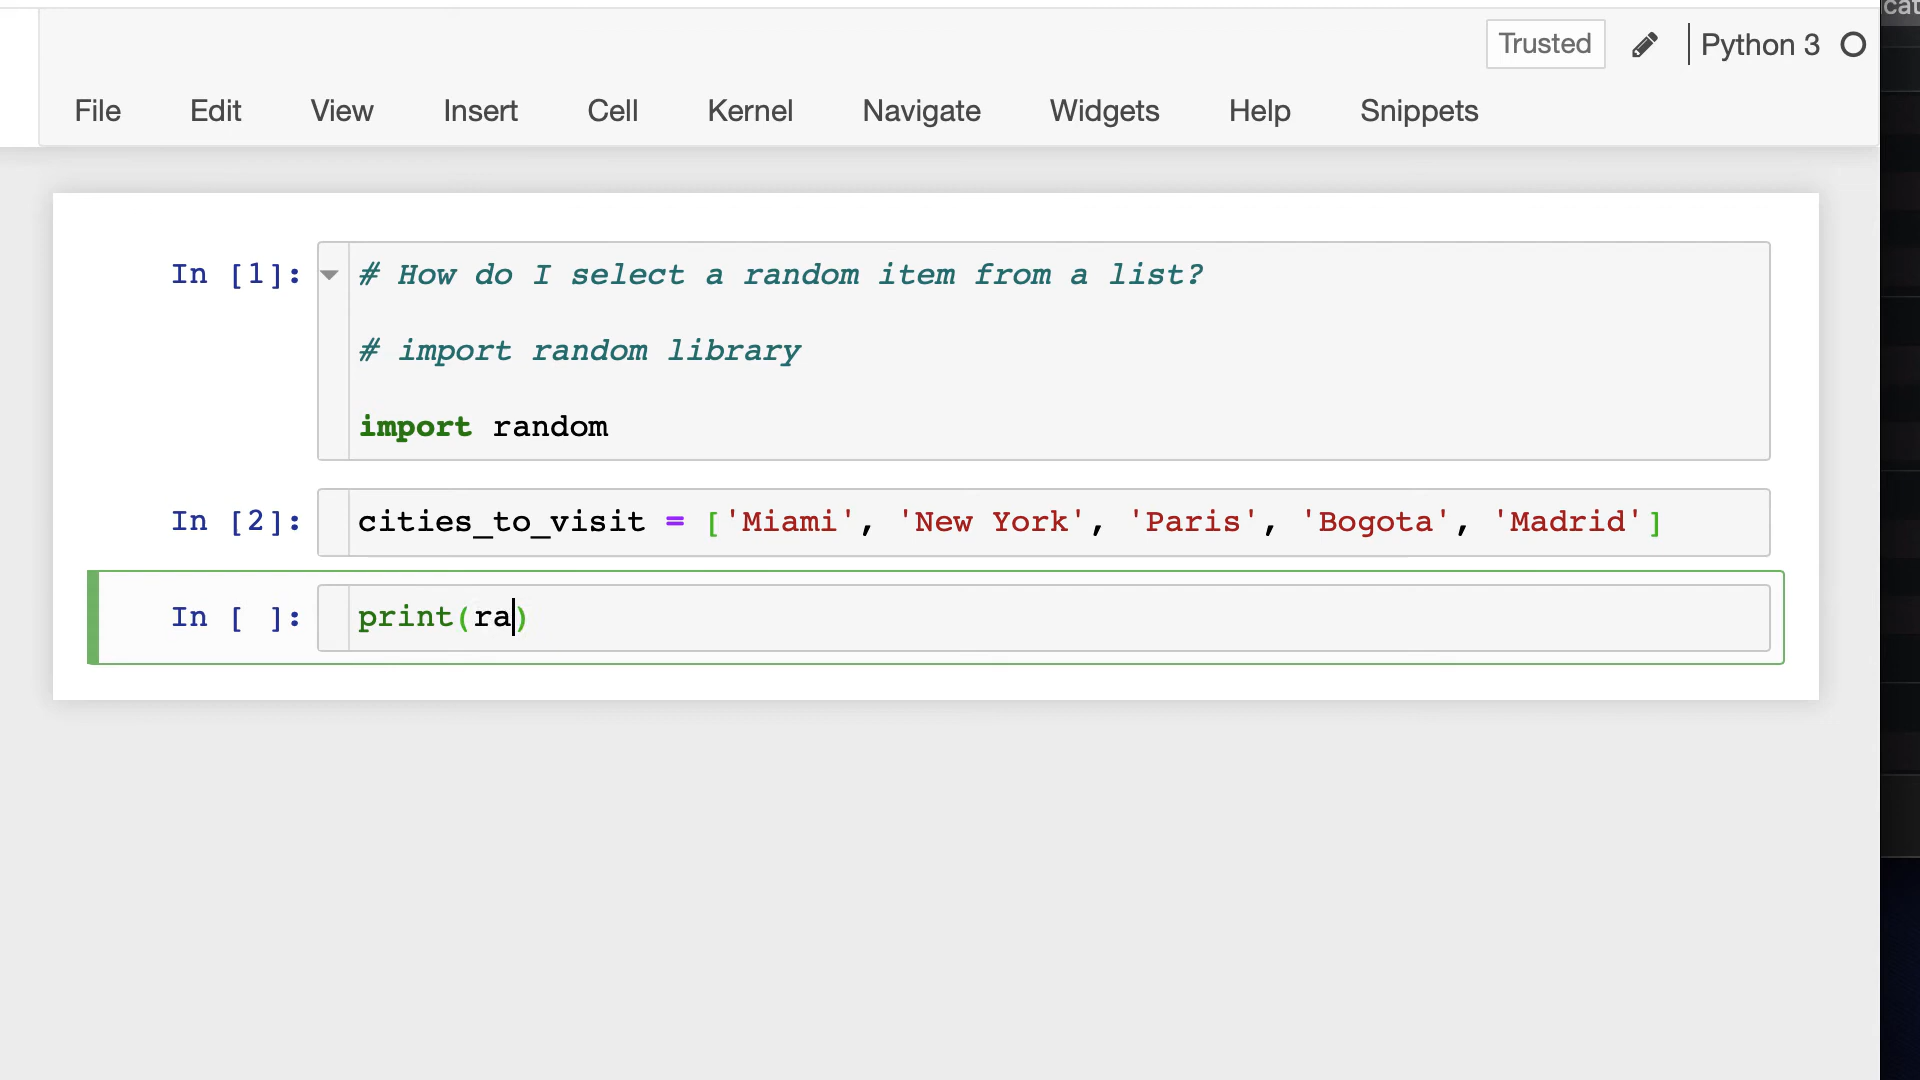 cat
Trusted Python 3
File Edit View Insert Cell Kernel Navigate Widgets Help Snippets
In [1]: # How do I select a random item from a list?
# import random library
import random
In [2]: cities_to_visit = ['Miami', 'New York', 'Paris', 'Bogota', 'Madrid']
In [ ]: print(ra)